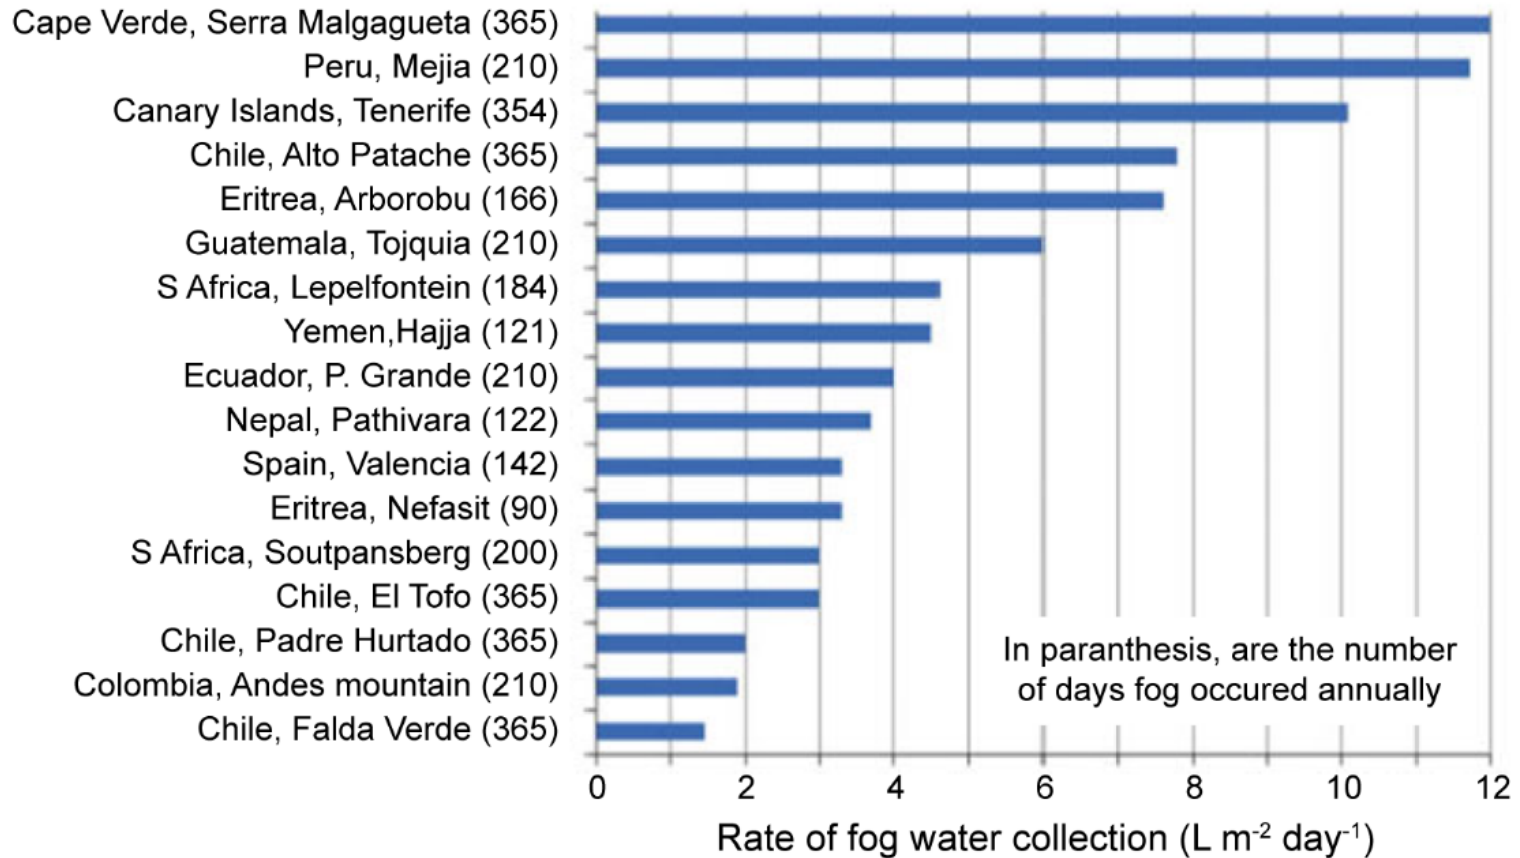 Cape Verde, Serra Malgagueta (365)
Peru, Mejia (210)
Canary Islands, Tenerife (354)
Chile, Alto Patache (365)
Eritrea, Arborobu (166)
Guatemala, Tojquia (210)
S Africa, Lepelfontein (184)
Yemen,Hajja (121)
Ecuador, P. Grande (210)
Nepal, Pathivara (122)
Spain, Valencia (142)
Eritrea, Nefasit (90)
S Africa, Soutpansberg (200)
Chile, El Tofo (365)
Chile, Padre Hurtado (365)
Colombia, Andes mountain (210)
Chile, Falda Verde (365)
In paranthesis, are the number
of days fog occured annually
0 2 4 6 8 10 12
Rate of fog water collection (L m⁻² day⁻¹)